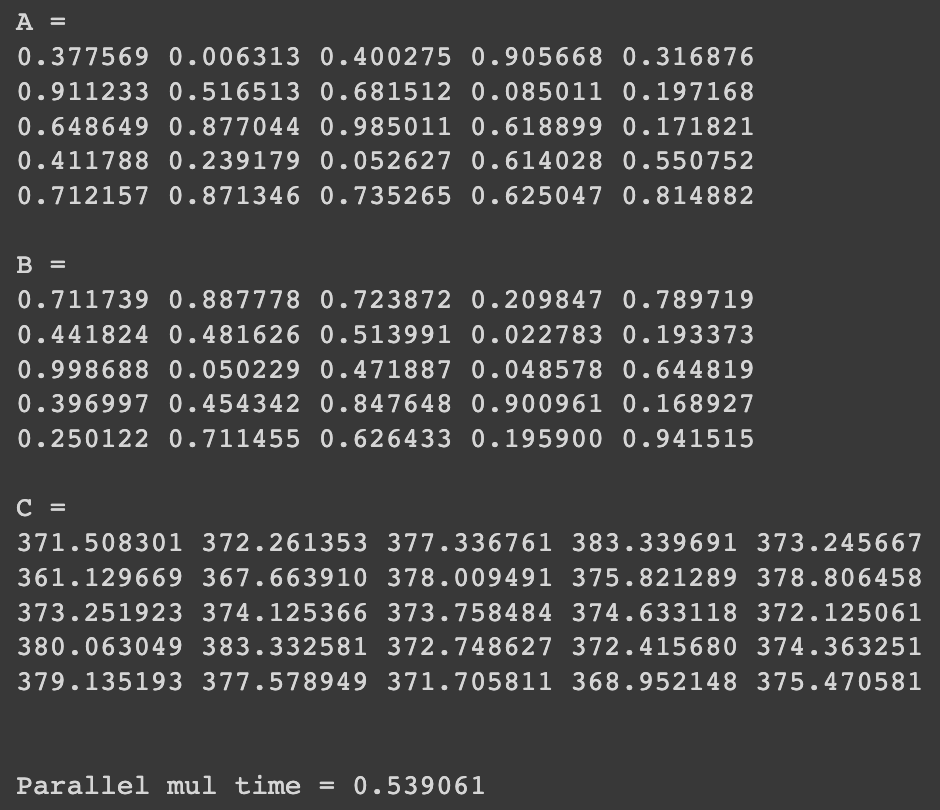 A =
0.377569 0.006313 0.400275 0.905668 0.316876
0.911233 0.516513 0.681512 0.085011 0.197168
0.648649 0.877044 0.985011 0.618899 0.171821
0.411788 0.239179 0.052627 0.614028 0.550752
0.712157 0.871346 0.735265 0.625047 0.814882
B =
0.711739 0.887778 0.723872 0.209847 0.789719
0.441824 0.481626 0.513991 0.022783 0.193373
0.998688 0.050229 0.471887 0.048578 0.644819
0.396997 0.454342 0.847648 0.900961 0.168927
0.250122 0.711455 0.626433 0.195900 0.941515
C =
371.508301 372.261353 377.336761 383.339691 373.245667
361.129669 367.663910 378.009491 375.821289 378.806458
373.251923 374.125366 373.758484 374.633118 372.125061
380.063049 383.332581 372.748627 372.415680 374.363251
379.135193 377.578949 371.705811 368.952148 375.470581
Parallel mul time = 0.539061